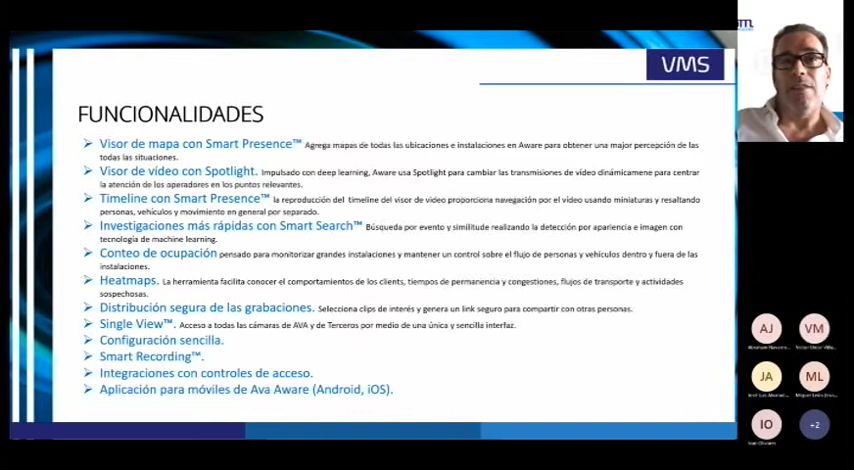 VMS
FUNCIONALIDADES
Visor de mapa con Smart Presence™ Agrega mapas de todas las ubicaciones e instalaciones en Aware para obtener una major percepción de las
todas las situaciones.
Visor de vídeo con Spotlight. Impulsado con deep learning, Aware usa Spotlight para cambiar las transmisiones de vídeo dinámicamene para centrar
la atención de los operadores en los puntos relevantes.
Timeline con Smart Presence™ la reproducción del timeline del visor de video proporciona navegación por el vídeo usando miniaturas y resaltando
personas, vehículos y movimiento en general por separado.
Investigaciones más rápidas con Smart Search™ Búsqueda por evento y similitude realizando la detección por apariencia e imagen con
tecnología de machine learning.
Conteo de ocupación pensado para monitorizar grandes instalaciones y mantener un control sobre el flujo de personas y vehículos dentro y fuera de las
instalaciones.
Heatmaps. La herramienta facilita conocer el comportamientos de los clients, tiempos de permanencia y congestiones, flujos de transporte y actividades
sospechosas.
Distribución segura de las grabaciones. Selecciona clips de interés y genera un link seguro para compartir con otras personas.
Single View™. Acceso a todas las cámaras de AVA y de Terceros por medio de una única y sencilla interfaz.
Configuración sencilla.
Smart Recording™.
Integraciones con controles de acceso.
Aplicación para móviles de Ava Aware (Android, iOS).
AJ
VM
JA
ML
IO
+2